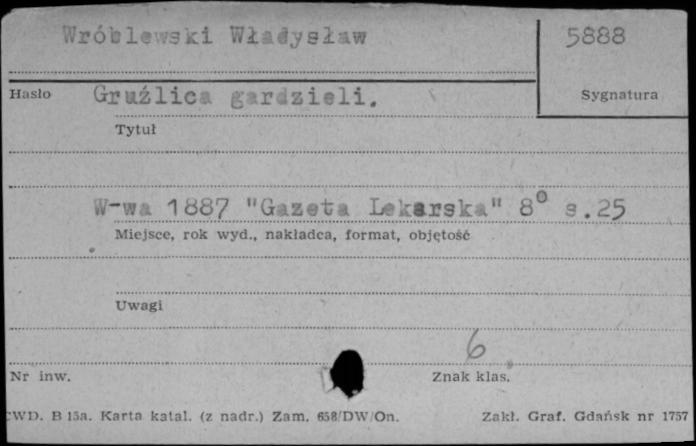 Wróblewski Władysław 5888
Hasło Gruźlica gardzieli. Sygnatura
Tytuł
W-wa 1887 "Gazeta Lekarska" 8° s.25
Miejsce, rok wyd., nakładca, format, objętość
Uwagi
6
Nr inw. Znak klas.
CWD. B 15a. Karta katal. (z nadr.) Zam. 658/DW/On. Zakł. Graf. Gdańsk nr 1757